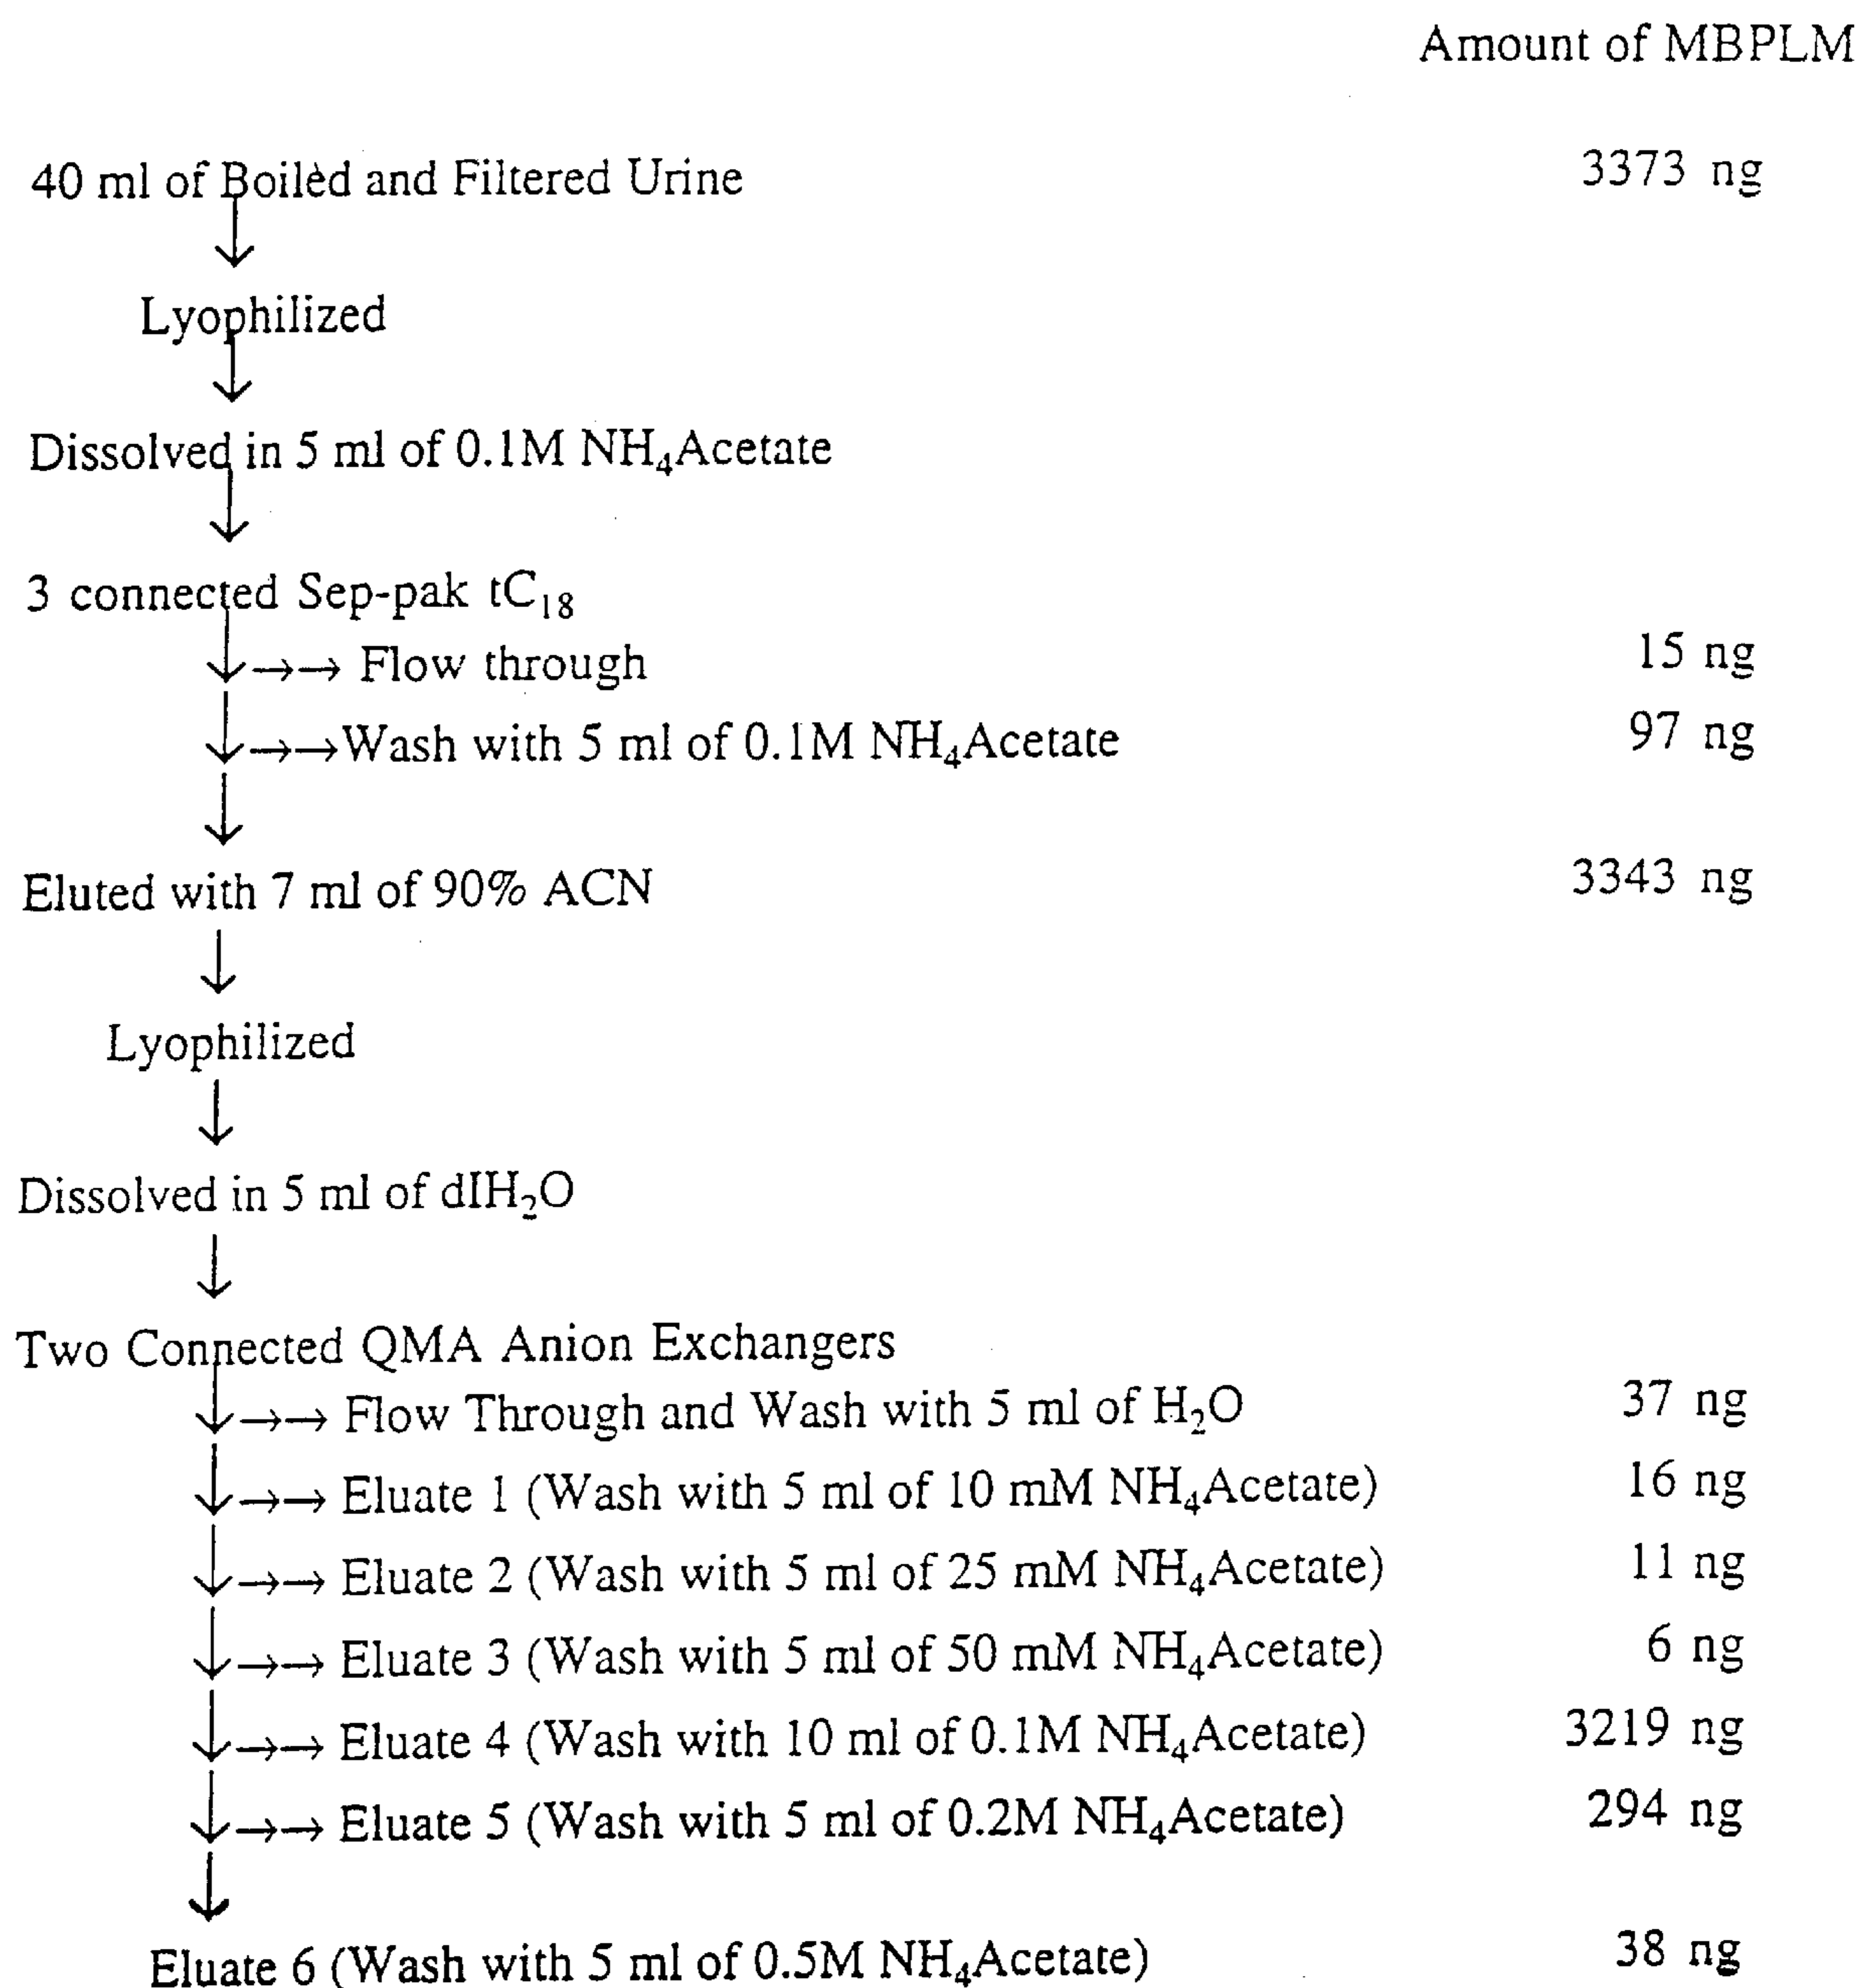 Amount of MBPLM
40 ml of Boiled and Filtered Urine 3373 ng
Lyophilized
Dissolved in 5 ml of 0.1M NH₄Acetate
3 connected Sep-pak tC₁₈
→→ Flow through 15 ng
→→Wash with 5 ml of 0.1M NH₄Acetate 97 ng
Eluted with 7 ml of 90% ACN 3343 ng
Lyophilized
Dissolved in 5 ml of dIH₂O
Two Connected QMA Anion Exchangers
→→ Flow Through and Wash with 5 ml of H₂O 37 ng
→→ Eluate 1 (Wash with 5 ml of 10 mM NH₄Acetate) 16 ng
→→ Eluate 2 (Wash with 5 ml of 25 mM NH₄Acetate) 11 ng
→→ Eluate 3 (Wash with 5 ml of 50 mM NH₄Acetate) 6 ng
→→ Eluate 4 (Wash with 10 ml of 0.1M NH₄Acetate) 3219 ng
→→ Eluate 5 (Wash with 5 ml of 0.2M NH₄Acetate) 294 ng
Eluate 6 (Wash with 5 ml of 0.5M NH₄Acetate) 38 ng